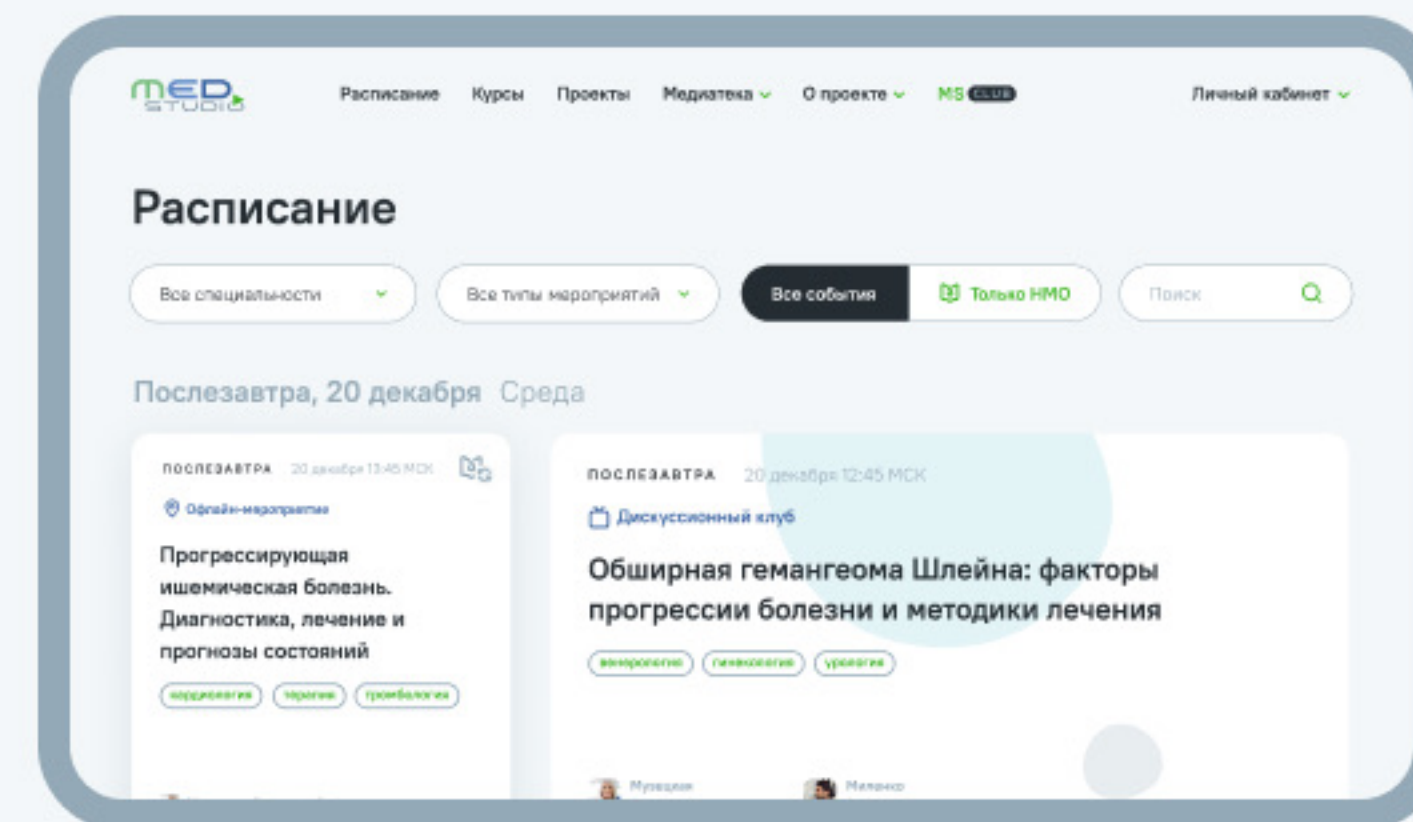 MED STUDIO
Расписание Курсы Проекты Медиатека О проекте MS CLUB Личный кабинет
Расписание
Все специальности Все типы мероприятий Все события Только НМО Поиск
Послезавтра, 20 декабря Среда
ПОСЛЕЗАВТРА 20 декабря 13:45 МСК
Офлайн-мероприятие
Прогрессирующая
ишемическая болезнь.
Диагностика, лечение и
прогнозы состояний
кардиология терапия тромбология
ПОСЛЕЗАВТРА 20 декабря 12:45 МСК
Дискуссионный клуб
Обширная гемангеома Шлейна: факторы
прогрессии болезни и методики лечения
венерология гинекология урология
Миленко